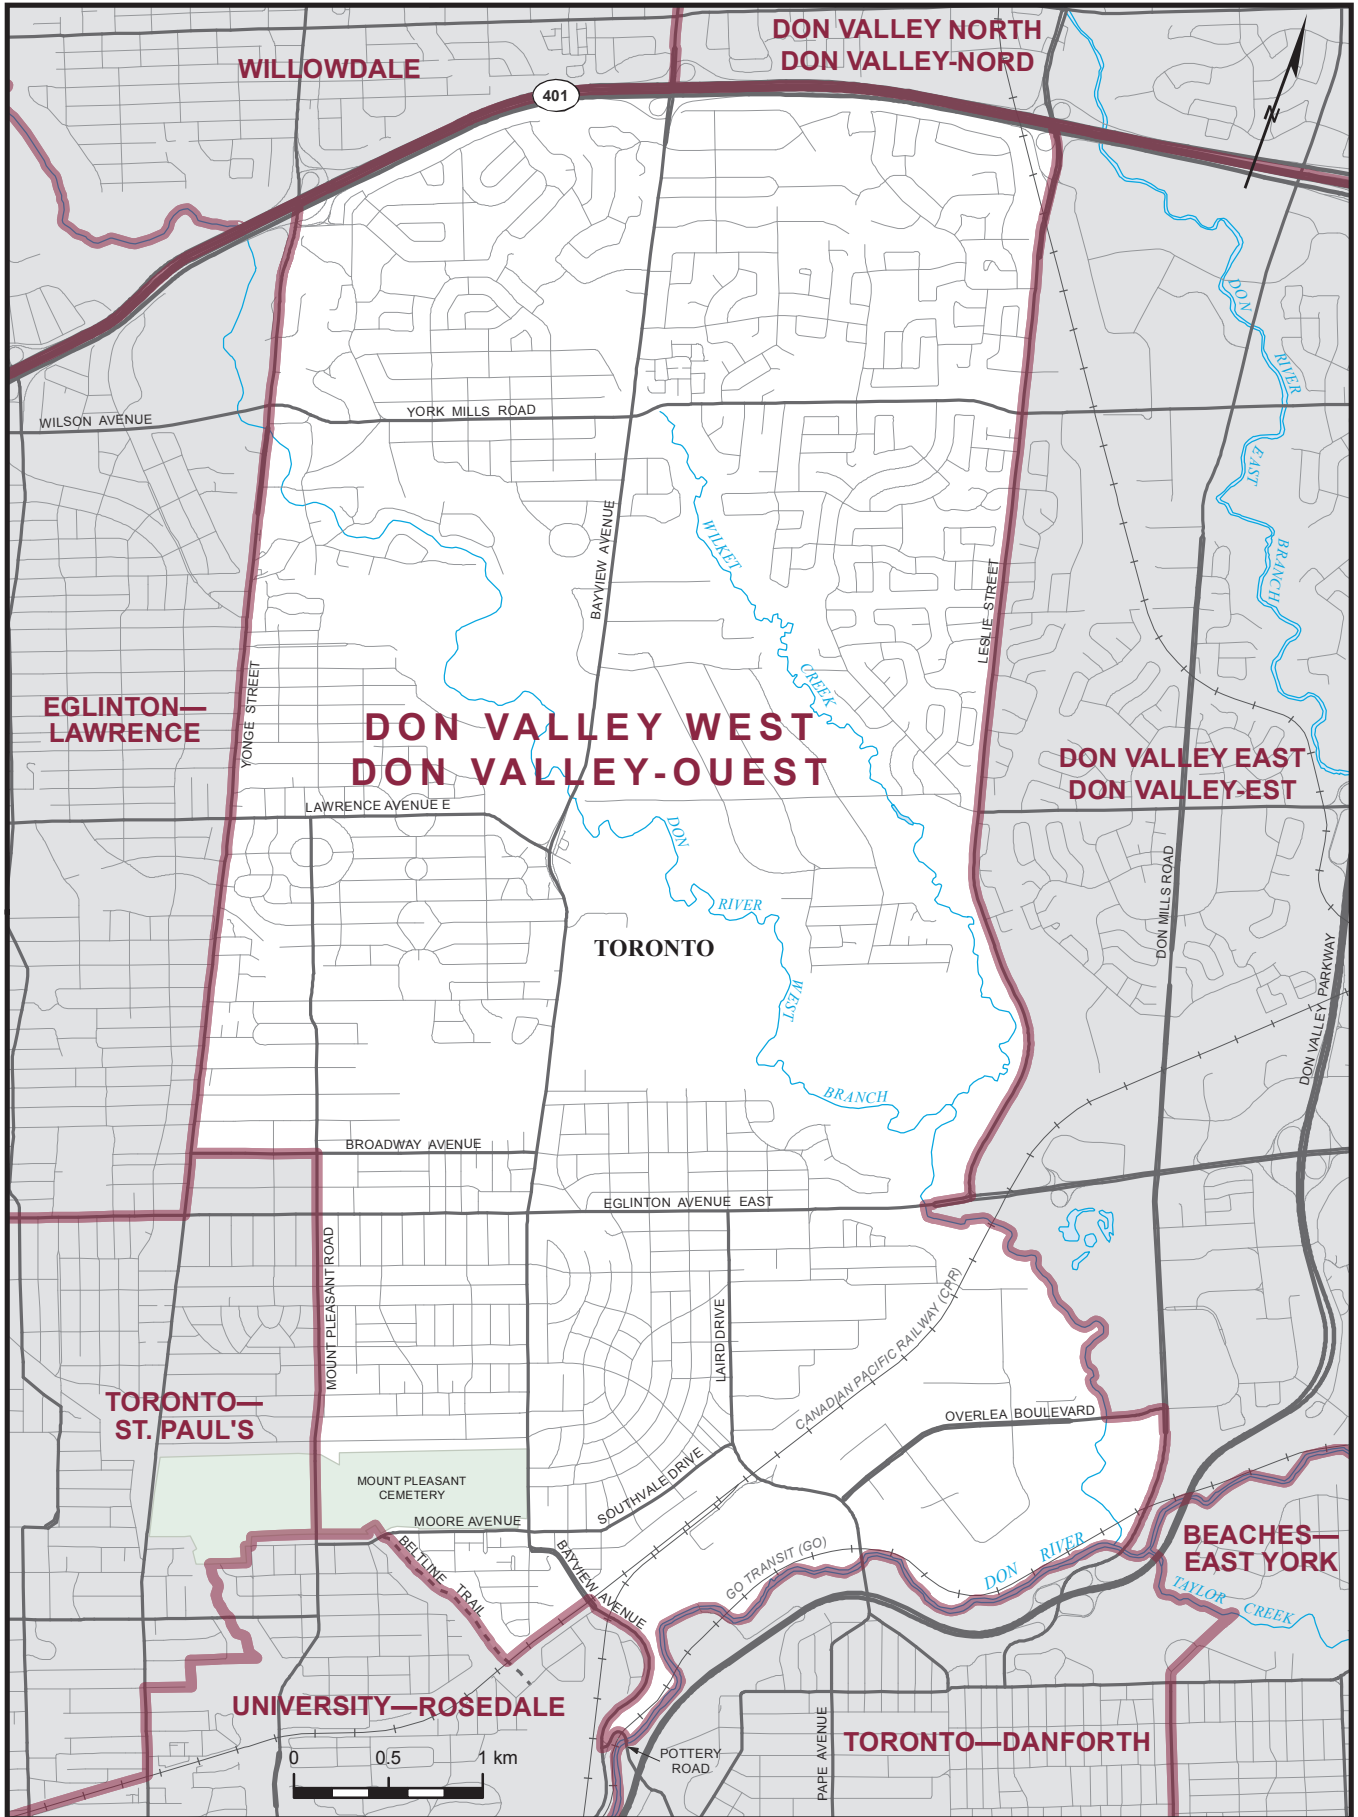 DON VALLEY NORTH
DON VALLEY-NORD
WILLOWDALE
401
N
DON
RIVER
EAST
BRANCH
WILSON AVENUE
YORK MILLS ROAD
BAYVIEW AVENUE
WILKET
CREEK
LESLIE STREET
YONGE STREET
EGLINTON—
LAWRENCE
DON VALLEY WEST
DON VALLEY-OUEST
DON VALLEY EAST
DON VALLEY-EST
LAWRENCE AVENUE E
DON
RIVER
WEST
BRANCH
TORONTO
DON MILLS ROAD
DON VALLEY PARKWAY
BROADWAY AVENUE
EGLINTON AVENUE EAST
MOUNT PLEASANT ROAD
LAIRD DRIVE
CANADIAN PACIFIC RAILWAY (CPR)
TORONTO—
ST. PAUL'S
OVERLEA BOULEVARD
MOUNT PLEASANT
CEMETERY
SOUTHVALE DRIVE
MOORE AVENUE
BELTLINE TRAIL
BAYVIEW AVENUE
GO TRANSIT (GO)
DON RIVER
BEACHES—
EAST YORK
TAYLOR CREEK
UNIVERSITY—ROSEDALE
TORONTO—DANFORTH
PAPE AVENUE
POTTERY
ROAD
0 0.5 1 km